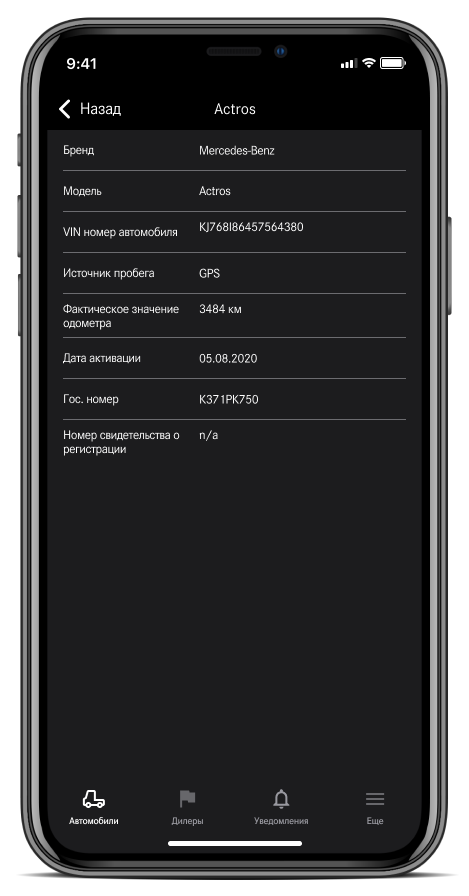 9:41
Назад
Actros
Бренд
Mercedes-Benz
Модель
Actros
VIN номер автомобиля
KJ768I86457564380
Источник пробега
GPS
Фактическое значение
одометра
3484 км
Дата активации
05.08.2020
Гос. номер
K371PK750
Номер свидетельства о
регистрации
n/a
Автомобили
Дилеры
Уведомления
Еще